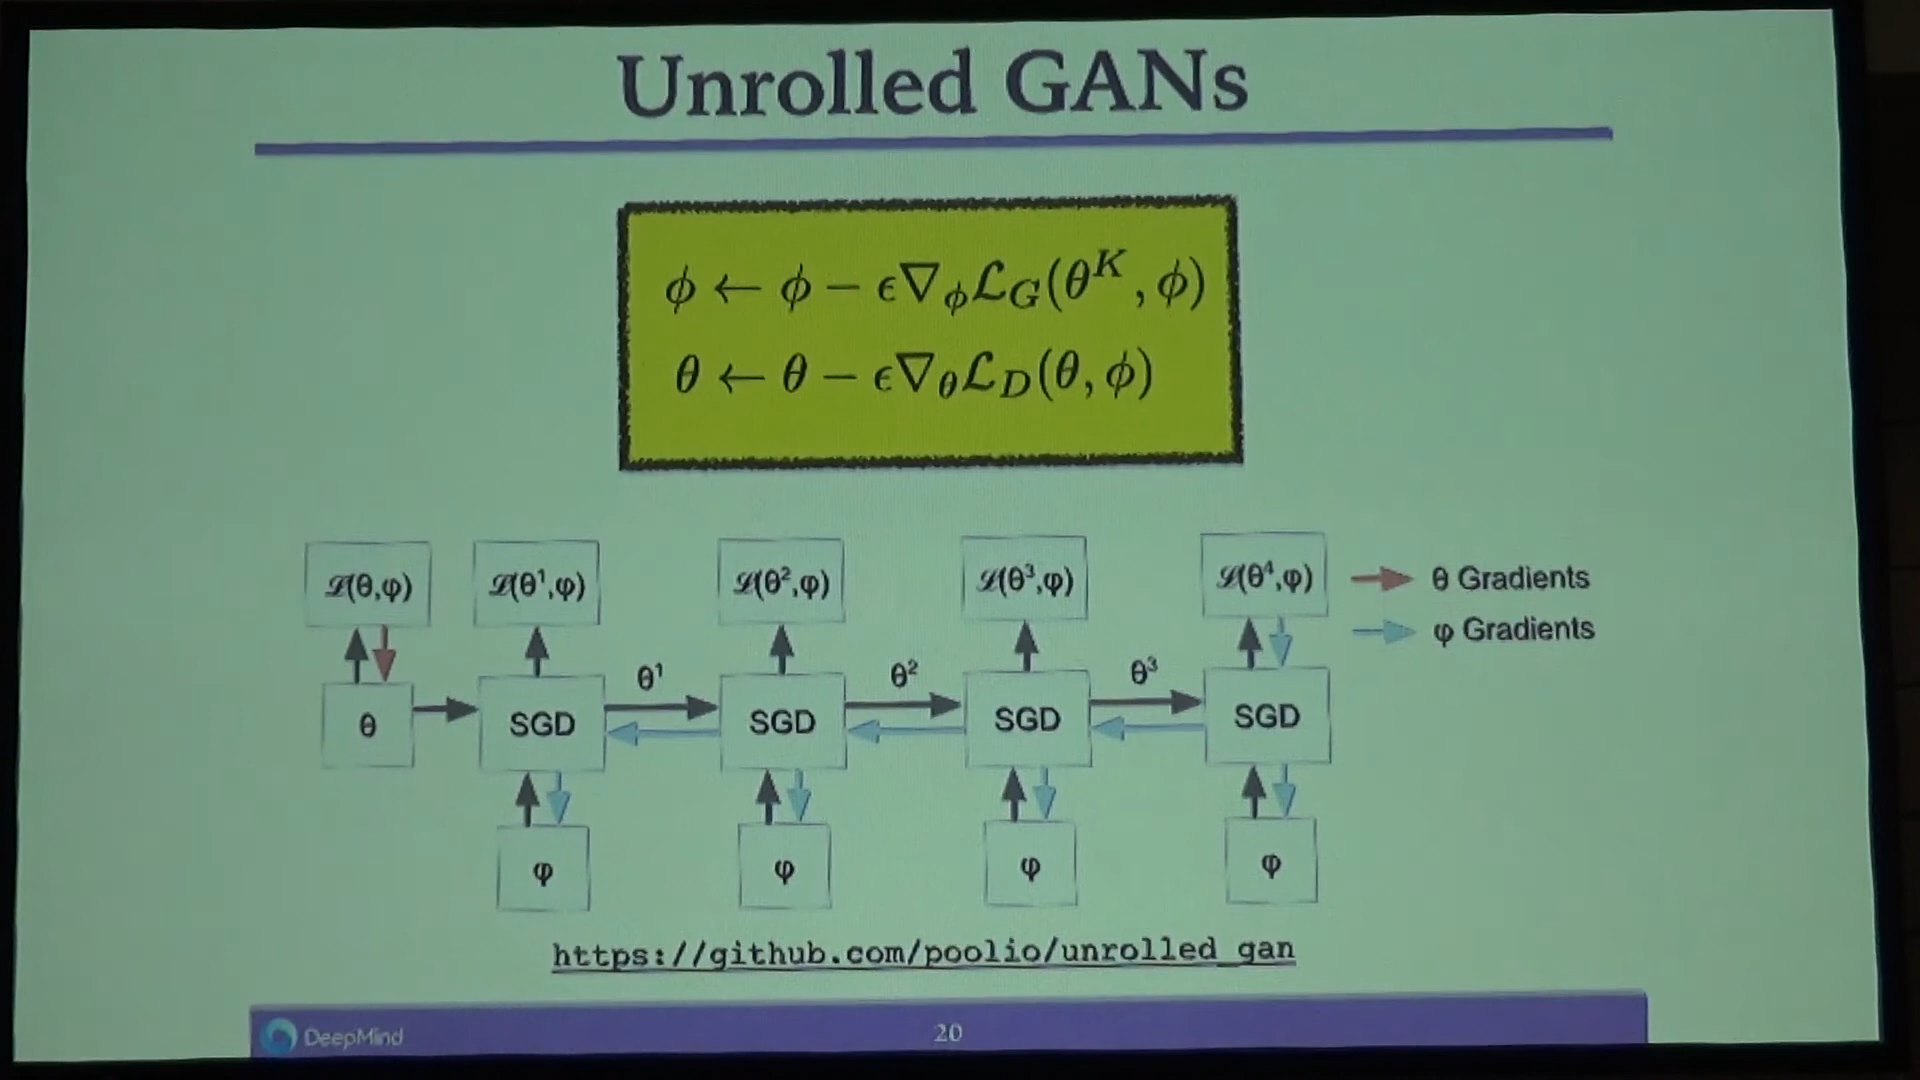 Unrolled GANs
ϕ ← ϕ − ϵ∇_ϕ ℒ_G(θ^K, ϕ)
θ ← θ − ϵ∇_θ ℒ_D(θ, ϕ)
ℒ(θ,φ) ℒ(θ¹,φ) ℒ(θ²,φ) ℒ(θ³,φ) ℒ(θ⁴,φ)
θ Gradients
φ Gradients
θ¹ θ² θ³
θ SGD SGD SGD SGD
φ φ φ φ
https://github.com/poolio/unrolled_gan
DeepMind 20